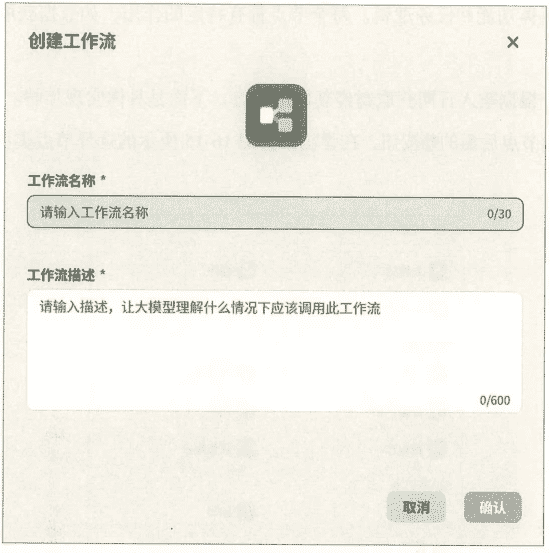 创建工作流
工作流名称 *
请输入工作流名称
0/30
工作流描述 *
请输入描述，让大模型理解什么情况下应该调用此工作流
0/600
取消
确认